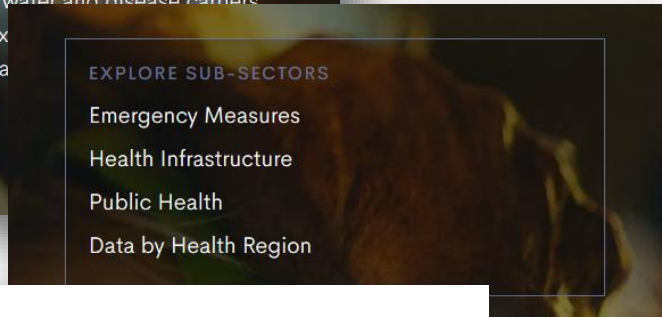 water and disease carriers
x
a
EXPLORE SUB-SECTORS
Emergency Measures
Health Infrastructure
Public Health
Data by Health Region